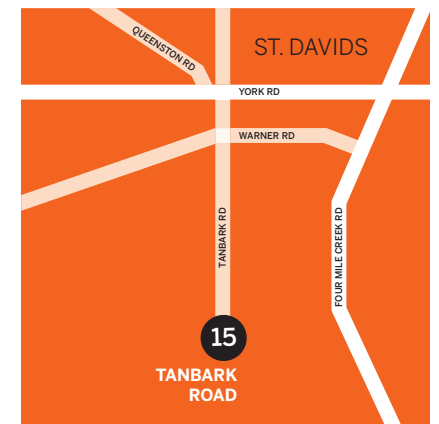 QUEENSTON RD
ST. DAVIDS
YORK RD
WARNER RD
TANBARK RD
FOUR MILE CREEK RD
15
TANBARK
ROAD